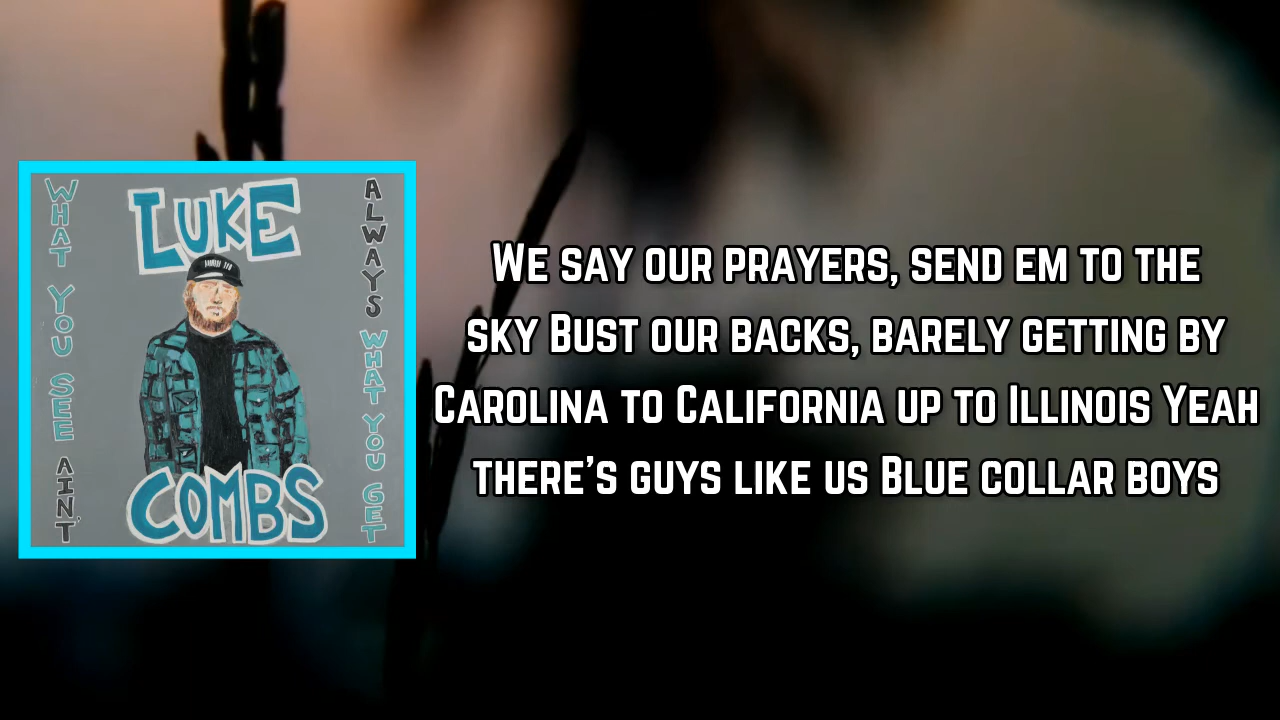 WHAT YOU SEE AIN'T
LUKE
COMBS
ALWAYS WHAT YOU GET
We say our prayers, send em to the
sky Bust our backs, barely getting by
Carolina to California up to Illinois Yeah
there's guys like us Blue collar boys